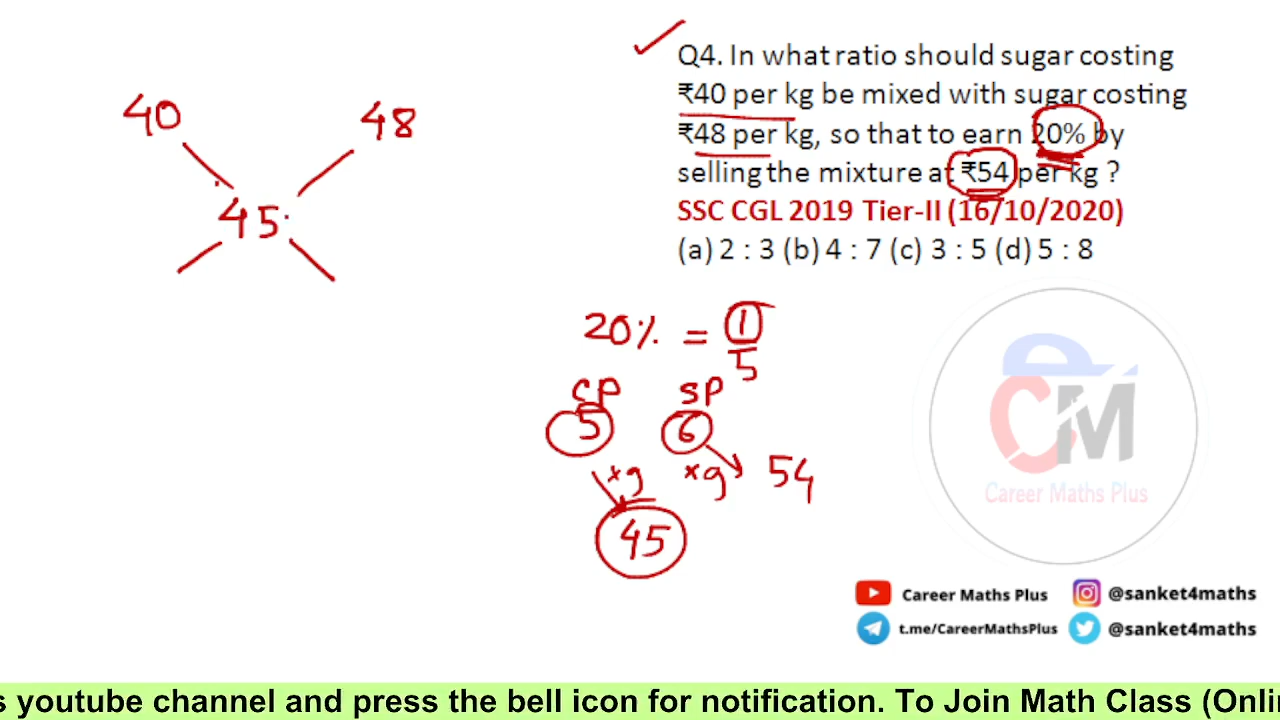 Q4. In what ratio should sugar costing
₹40 per kg be mixed with sugar costing
₹48 per kg, so that to earn 20% by
selling the mixture at ₹54 per kg ?
SSC CGL 2019 Tier-II (16/10/2020)
(a) 2 : 3 (b) 4 : 7 (c) 3 : 5 (d) 5 : 8
40 48
45
20% = 1/5
CP SP
5 6
×9 ×9 54
45
CM
Career Maths Plus
Career Maths Plus @sanket4maths
t.me/CareerMathsPlus @sanket4maths
s youtube channel and press the bell icon for notification. To Join Math Class (Onli